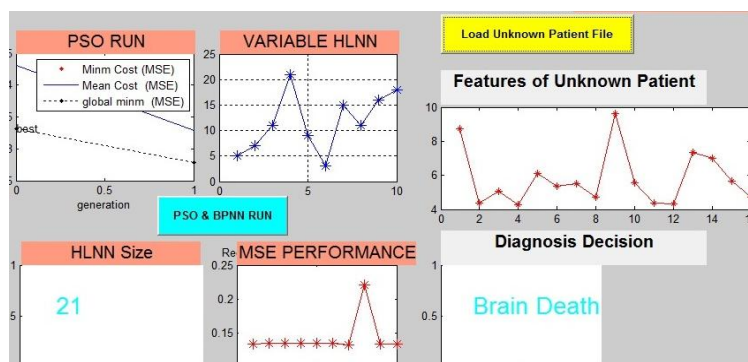 PSO RUN
VARIABLE HLNN
Load Unknown Patient File
Minm Cost (MSE)
Mean Cost (MSE)
global minm (MSE)
best
0
0.5
1
generation
25
20
15
10
5
0
0
5
10
Features of Unknown Patient
10
8
6
4
0
2
4
6
8
10
12
14
PSO & BPNN RUN
HLNN Size
1
21
Re
MSE PERFORMANCE
0.25
0.2
0.15
Diagnosis Decision
1
0.5
Brain Death